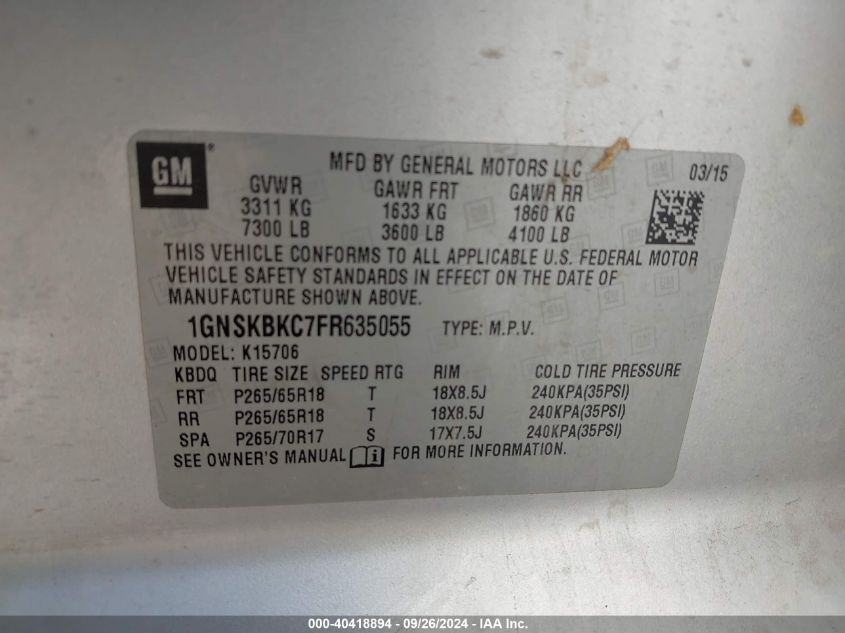 GM ®
MFD BY GENERAL MOTORS LLC 03/15
GVWR GAWR FRT GAWR RR
3311 KG 1633 KG 1860 KG
7300 LB 3600 LB 4100 LB
THIS VEHICLE CONFORMS TO ALL APPLICABLE U.S. FEDERAL MOTOR
VEHICLE SAFETY STANDARDS IN EFFECT ON THE DATE OF
MANUFACTURE SHOWN ABOVE.
1GNSKBKC7FR635055 TYPE: M.P.V.
MODEL: K15706
KBDQ TIRE SIZE SPEED RTG RIM COLD TIRE PRESSURE
FRT P265/65R18 T 18X8.5J 240KPA(35PSI)
RR P265/65R18 T 18X8.5J 240KPA(35PSI)
SPA P265/70R17 S 17X7.5J 240KPA(35PSI)
SEE OWNER'S MANUAL i FOR MORE INFORMATION.
000-40418894 - 09/26/2024 - IAA Inc.